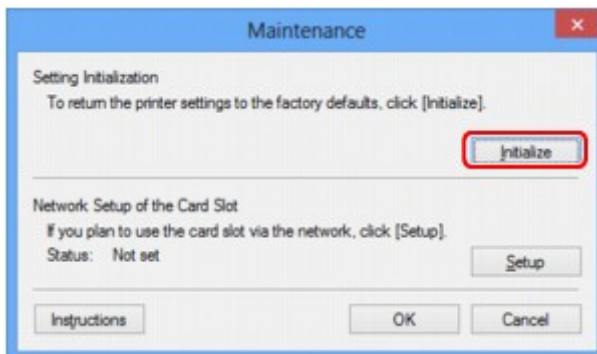 Maintenance
Setting Initialization
To return the printer settings to the factory defaults, click [Initialize].
Initialize
Network Setup of the Card Slot
If you plan to use the card slot via the network, click [Setup].
Status: Not set
Setup
Instructions OK Cancel